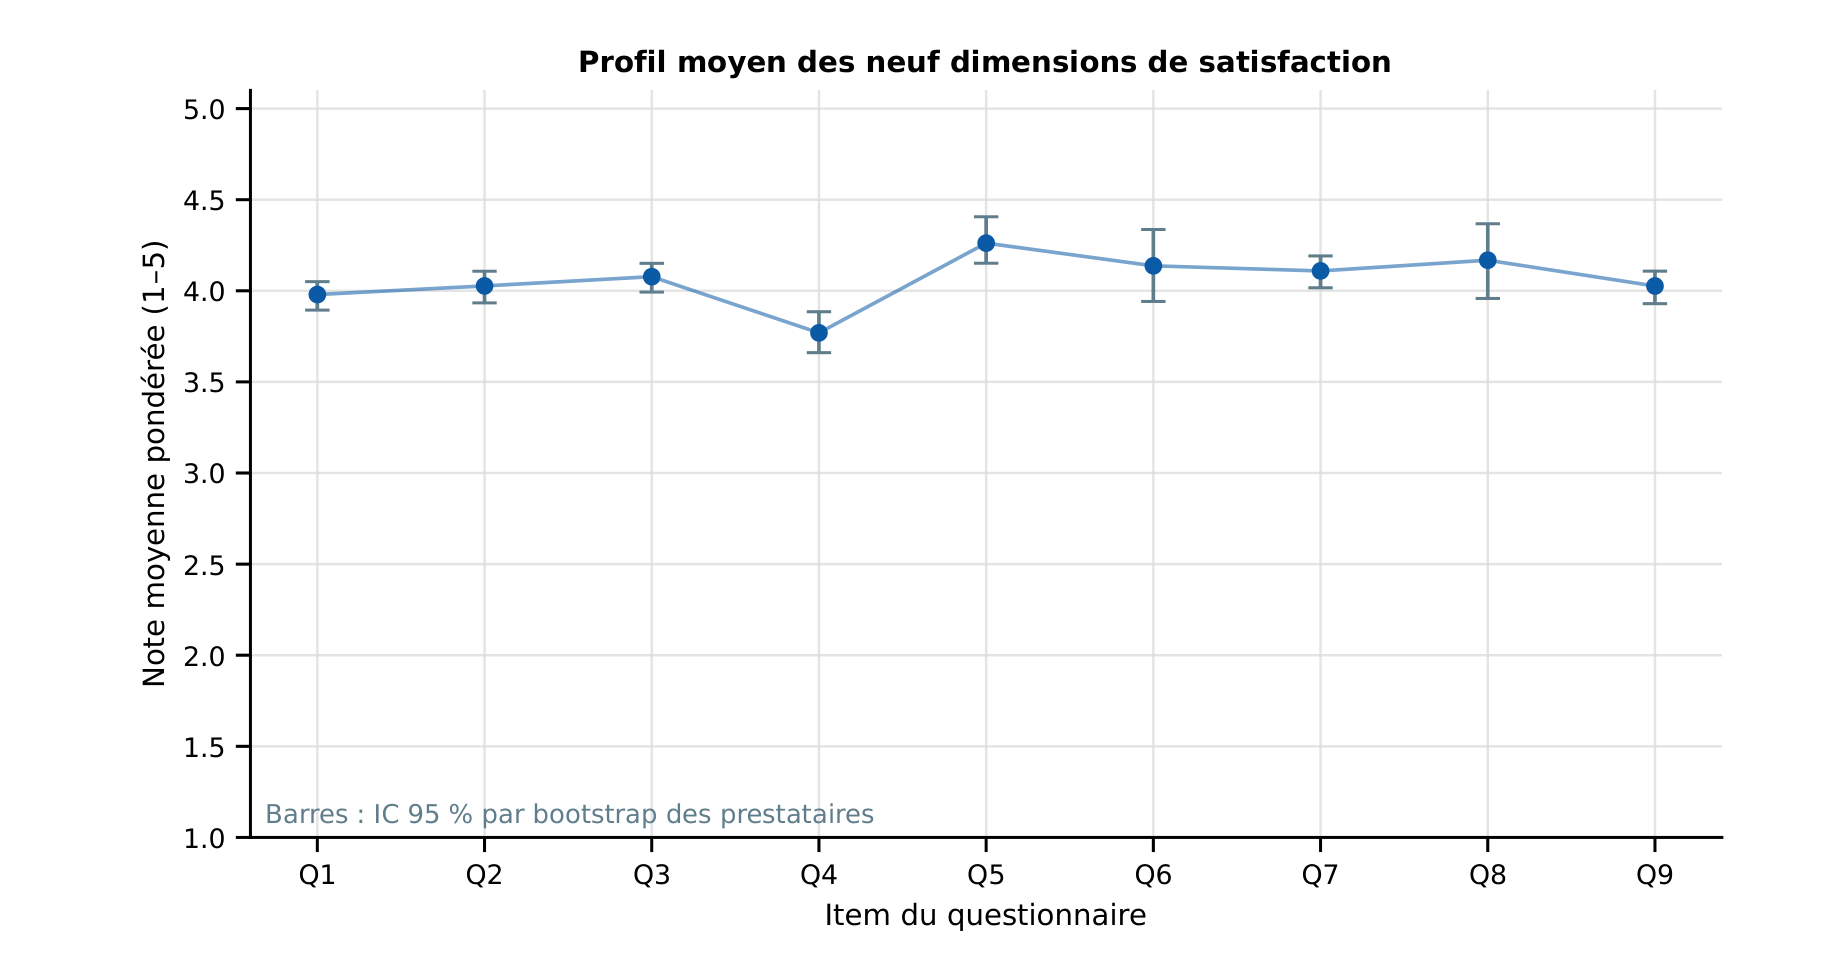 Profil moyen des neuf dimensions de satisfaction
Note moyenne pondérée (1–5)
5.0
4.5
4.0
3.5
3.0
2.5
2.0
1.5
1.0
Barres : IC 95 % par bootstrap des prestataires
Q1 Q2 Q3 Q4 Q5 Q6 Q7 Q8 Q9
Item du questionnaire